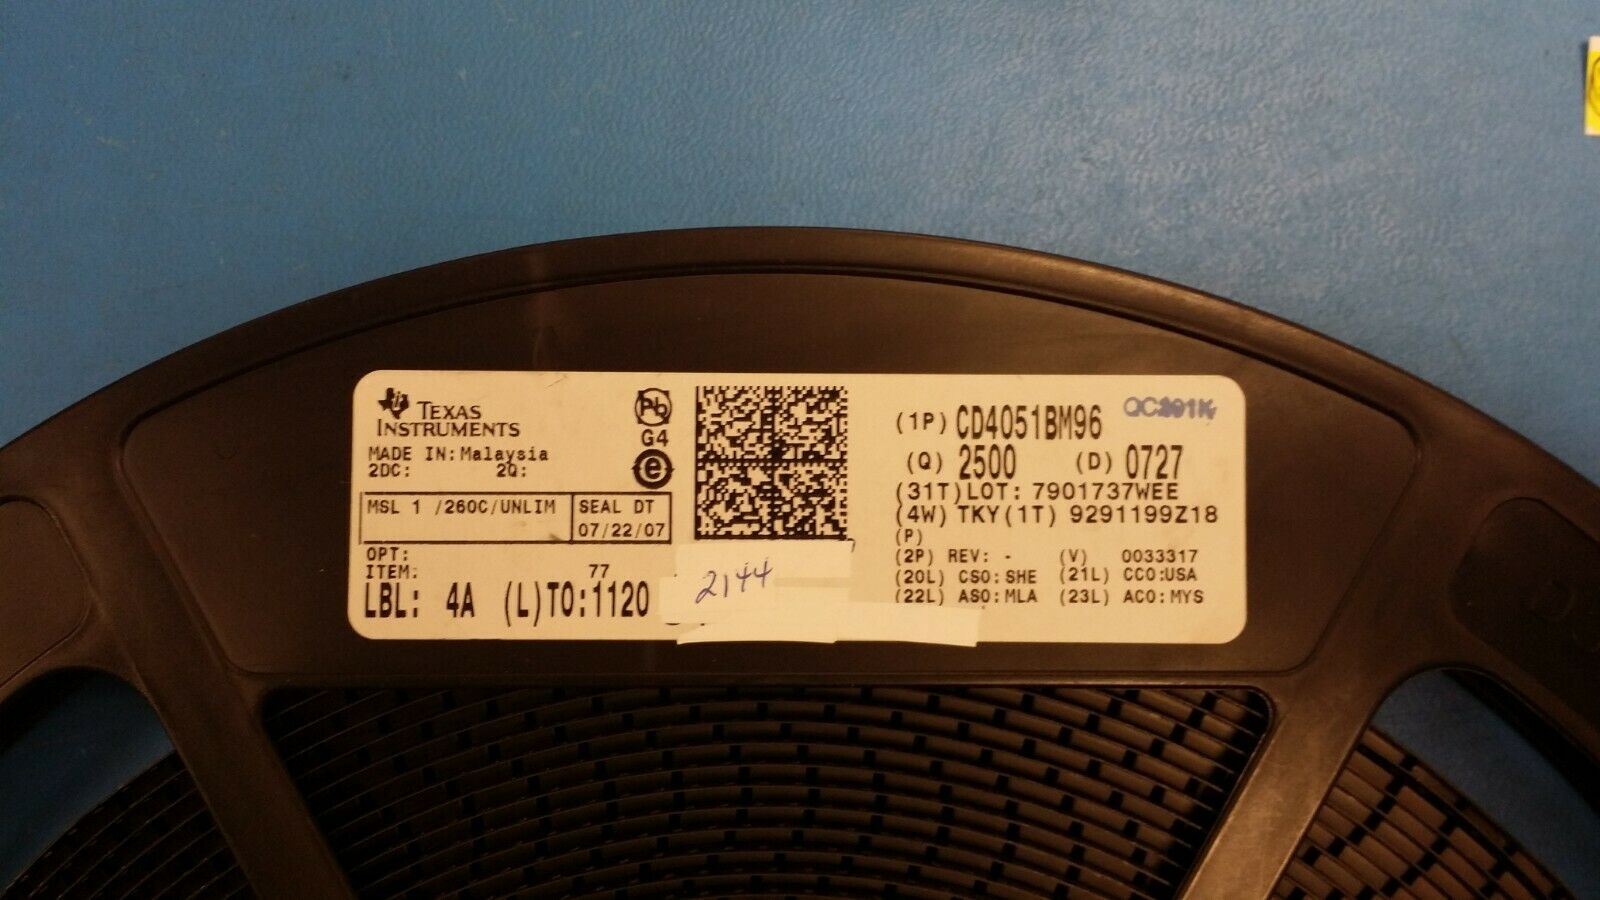 TEXAS
INSTRUMENTS
MADE IN: Malaysia
2DC: 2Q:
Pb
G4
e
MSL 1 /260C/UNLIM
SEAL DT
07/22/07
OPT:
ITEM: 77
LBL: 4A (L)TO:1120
2144
(1P) CD4051BM96
(Q) 2500 (D) 0727
(31T)LOT: 7901737WEE
(4W) TKY(1T) 9291199Z18
(P)
(2P) REV: - (V) 0033317
(20L) CSO: SHE (21L) CCO:USA
(22L) ASO: MLA (23L) ACO: MYS